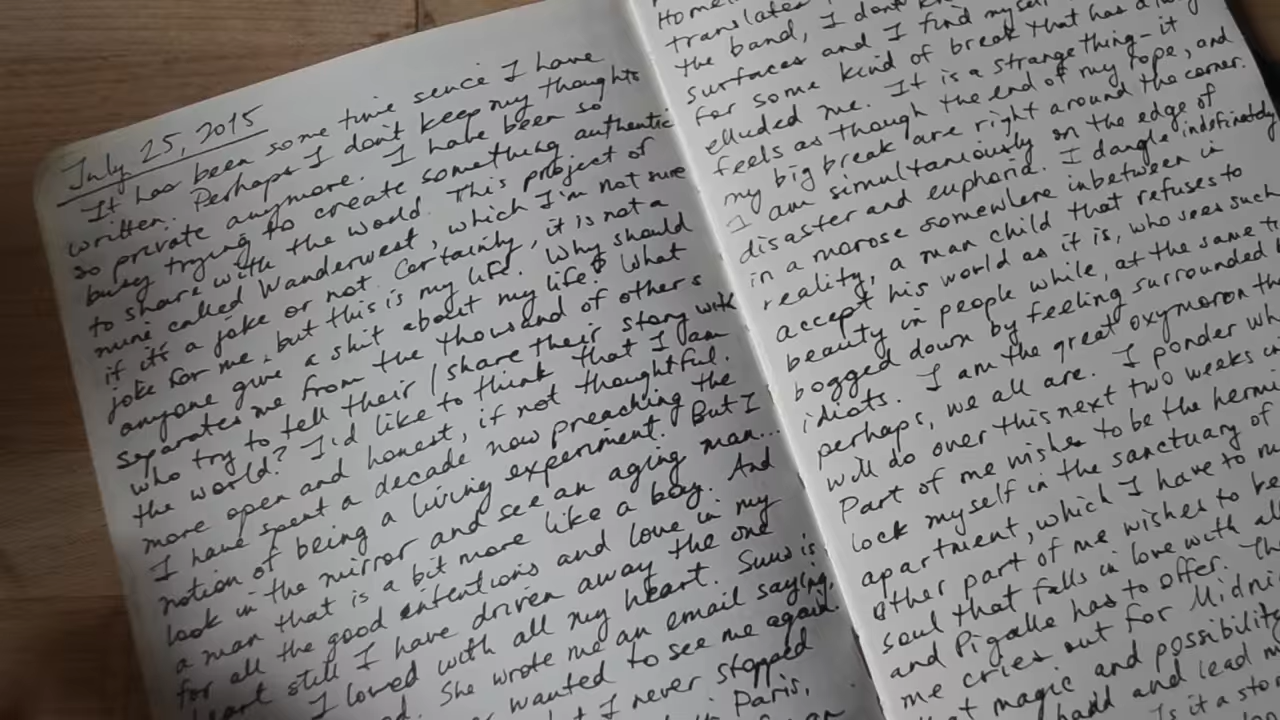 July 25, 2015
It has been some time sence I have
written. Perhaps I don't keep my thoughts
so private anymore. I have been so
busy trying to create something authentic
to share with the world. This project of
mine called Wanderwest, which I'm not sure
if it's a joke or not. Certainly, it is not a
joke for me, but this is my life. Why should
anyone give a shit about my life? What
separates me from the thousand of others
who try to tell their / share their story with
the world? I'd like to think that I am
more open and honest, if not thoughtful.
I have spent a decade now preaching the
notion of being a living experiment. But I
look in the mirror and see an aging man...
a man that is a bit more like a boy. And
for all the good ententions and love in my
heart still I have driven away the one
I loved with all my heart. is
She wrote me an email saying,
wanted to see me again.
I never stopped
Paris,
translated
the band, I dont
surfaces and I find myself
for some kind of break that has
elluded me. It is a strange thing - it
feels as though the end of my rope, and
my big break are right around the corner.
I am simultaniously on the edge of
disaster and euphoria. I dangle indefinately
in a morose somewhere inbetween in
reality, a man child that refuses to
accept his world as it is, who sees such
beauty in people while, at the same
bogged down by feeling surrounded
idiots. I am the great oxymoron
perhaps, we all are. I ponder
will do over this next two weeks
Part of me wishes to be the
lock myself in the sanctuary of
apartment, which I have to
other part of me wishes to
soul that falls in love with
and Pigalle has to offer.
me cries out for
magic and possibility
and lead
Is it a